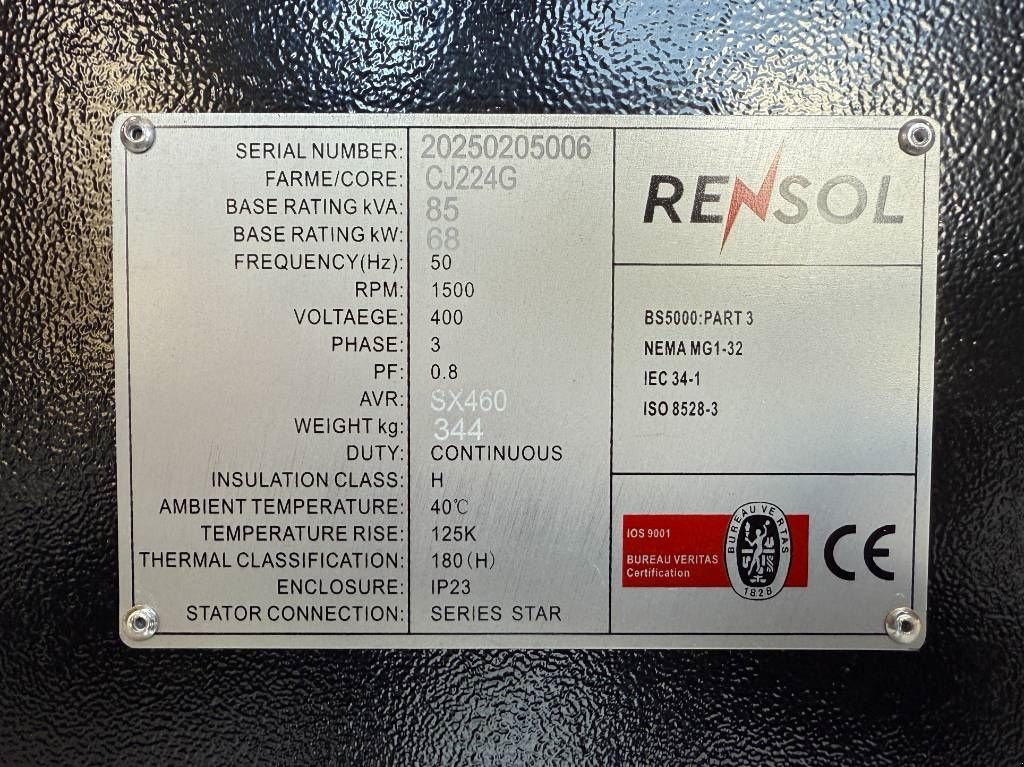 SERIAL NUMBER: 20250205006
FARME/CORE: CJ224G
BASE RATING kVA: 85
BASE RATING kW: 68
FREQUENCY(Hz): 50
RPM: 1500
VOLTAEGE: 400
PHASE: 3
PF: 0.8
AVR: SX460
WEIGHT kg: 344
DUTY: CONTINUOUS
INSULATION CLASS: H
AMBIENT TEMPERATURE: 40℃
TEMPERATURE RISE: 125K
THERMAL CLASSIFICATION: 180(H)
ENCLOSURE: IP23
STATOR CONNECTION: SERIES STAR
RENSOL
BS5000:PART 3
NEMA MG1-32
IEC 34-1
ISO 8528-3
IOS 9001
BUREAU VERITAS
Certification
BUREAU VERITAS
1828
CE